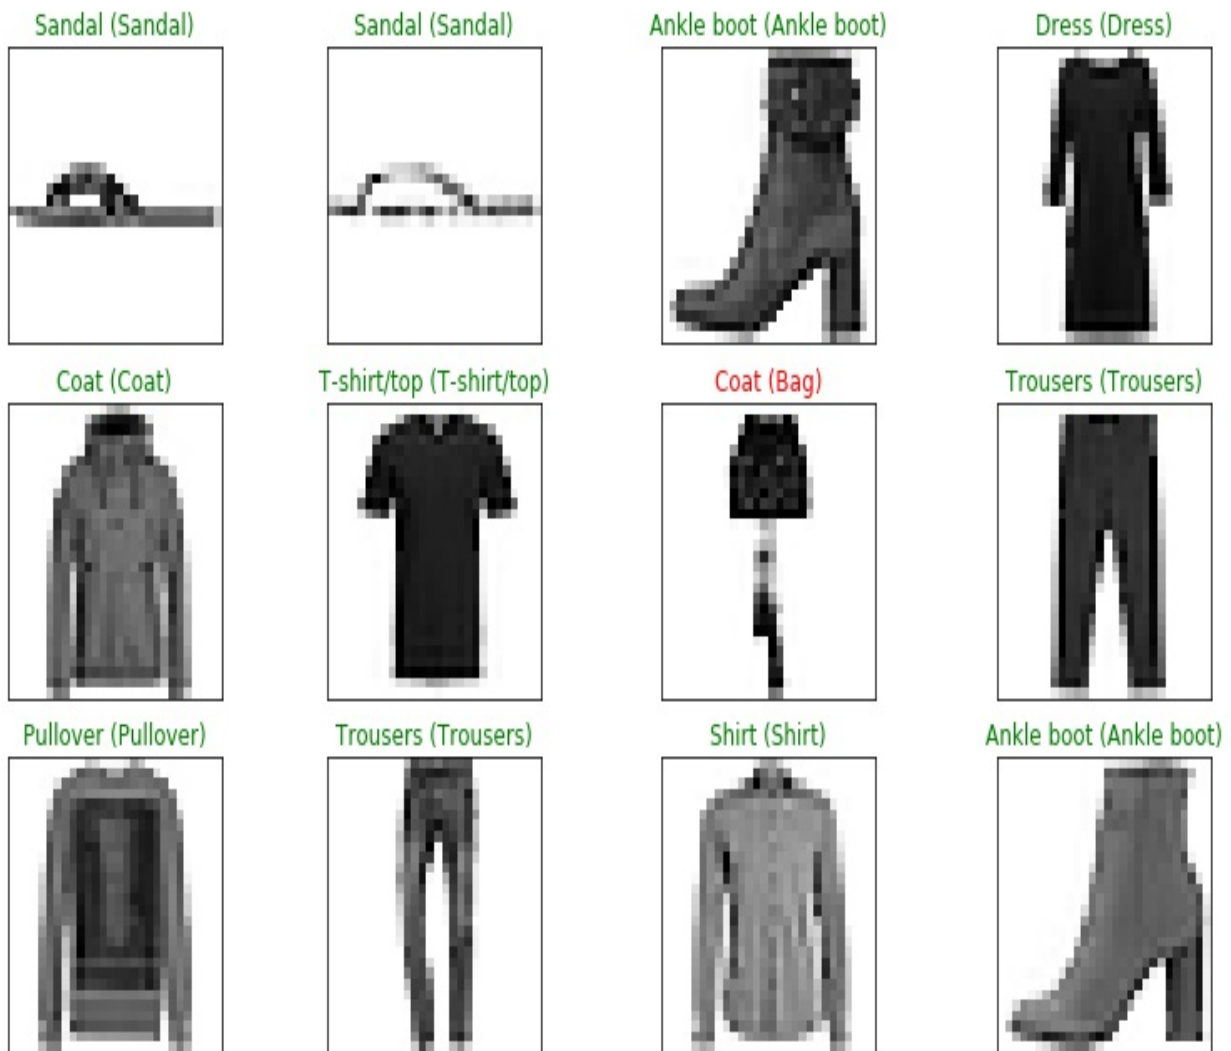 Sandal (Sandal)
Sandal (Sandal)
Ankle boot (Ankle boot)
Dress (Dress)
Coat (Coat)
T-shirt/top (T-shirt/top)
Coat (Bag)
Trousers (Trousers)
Pullover (Pullover)
Trousers (Trousers)
Shirt (Shirt)
Ankle boot (Ankle boot)